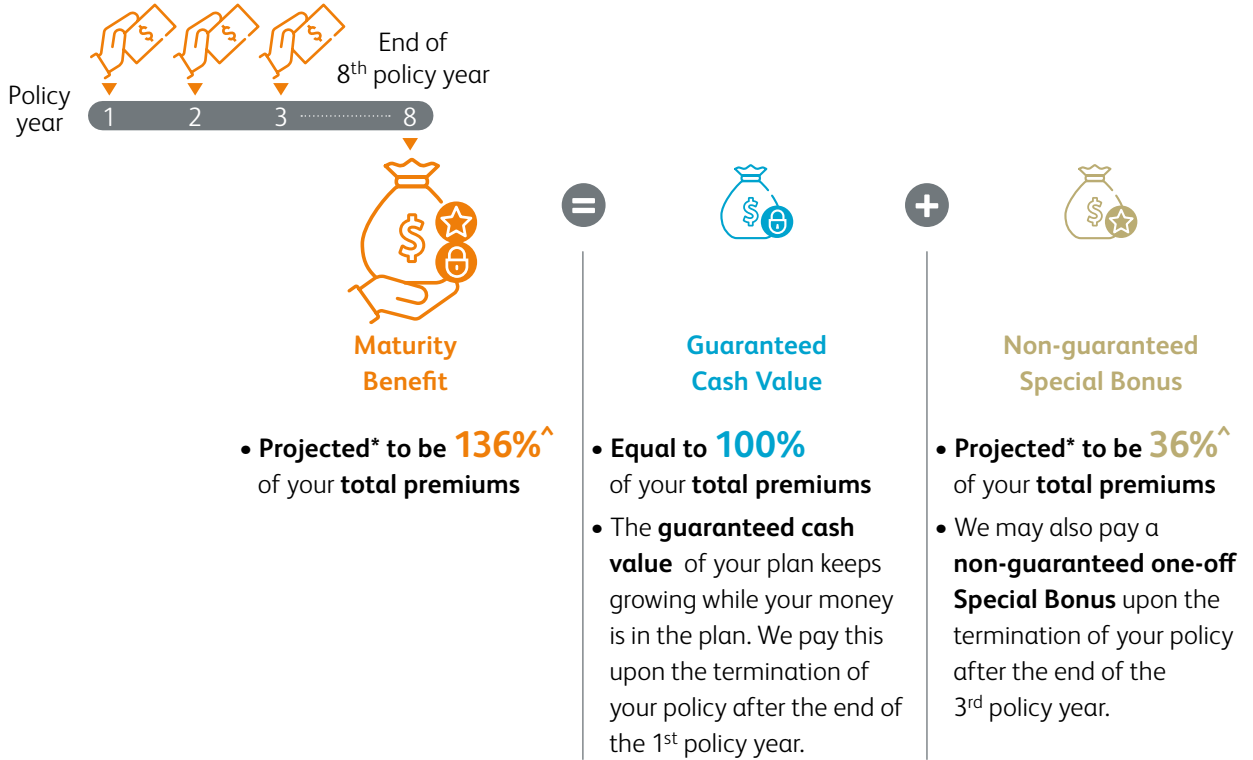 End of
8th policy year
Policy
year
1 2 3 8
$
$
$
$
$
$
=
+
Maturity
Benefit
• Projected* to be 136%^
of your total premiums
Guaranteed
Cash Value
• Equal to 100%
of your total premiums
• The guaranteed cash
value of your plan keeps
growing while your money
is in the plan. We pay this
upon the termination of
your policy after the end of
the 1st policy year.
Non-guaranteed
Special Bonus
• Projected* to be 36%^
of your total premiums
• We may also pay a
non-guaranteed one-off
Special Bonus upon the
termination of your policy
after the end of the
3rd policy year.